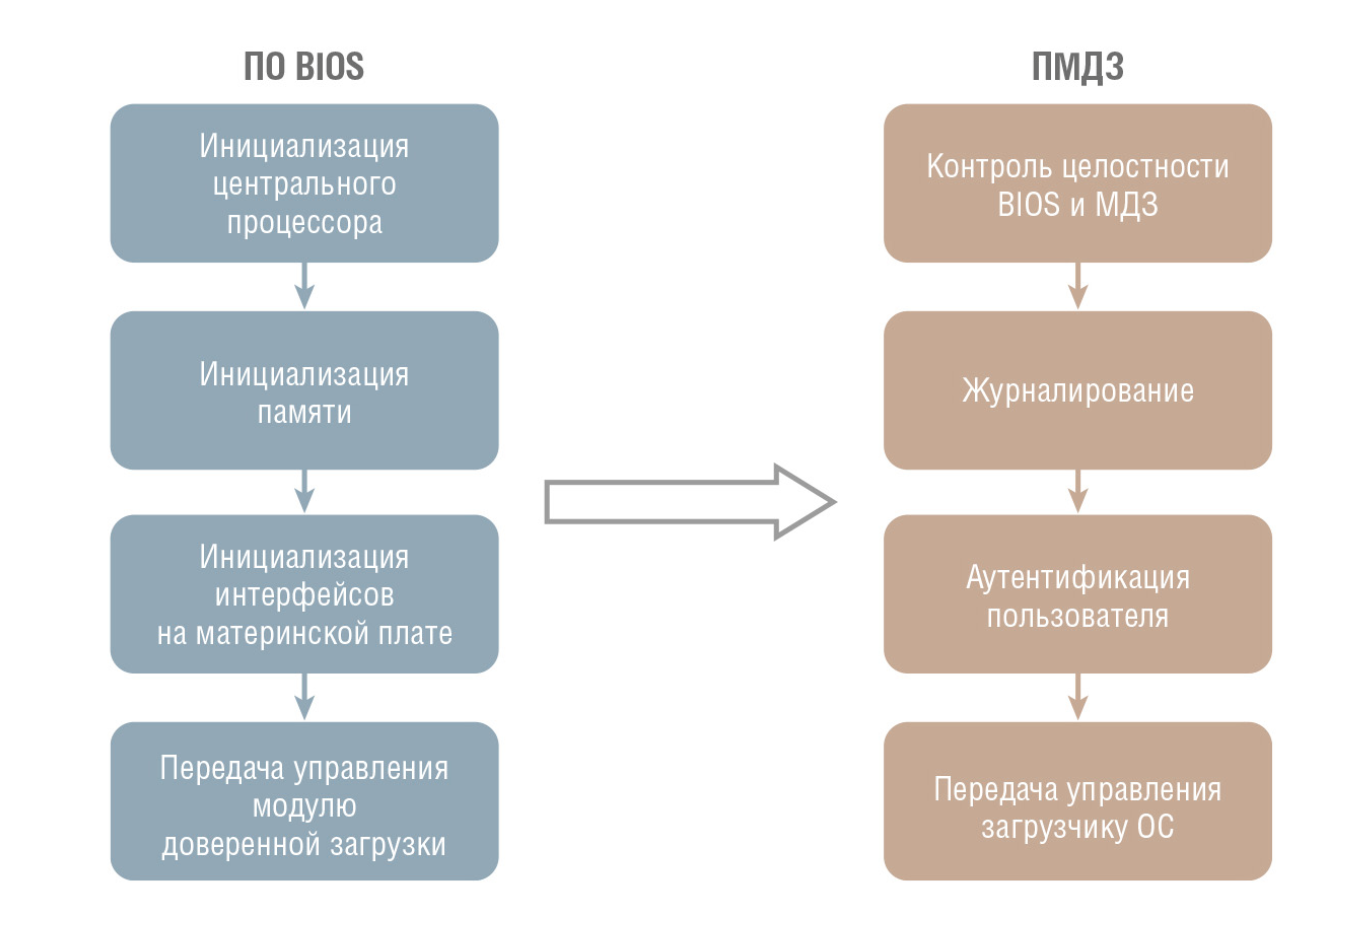 ПО BIOS
Инициализация
центрального
процессора
Инициализация
памяти
Инициализация
интерфейсов
на материнской плате
Передача управления
модулю
доверенной загрузки
ПМДЗ
Контроль целостности
BIOS и МДЗ
Журналирование
Аутентификация
пользователя
Передача управления
загрузчику ОС